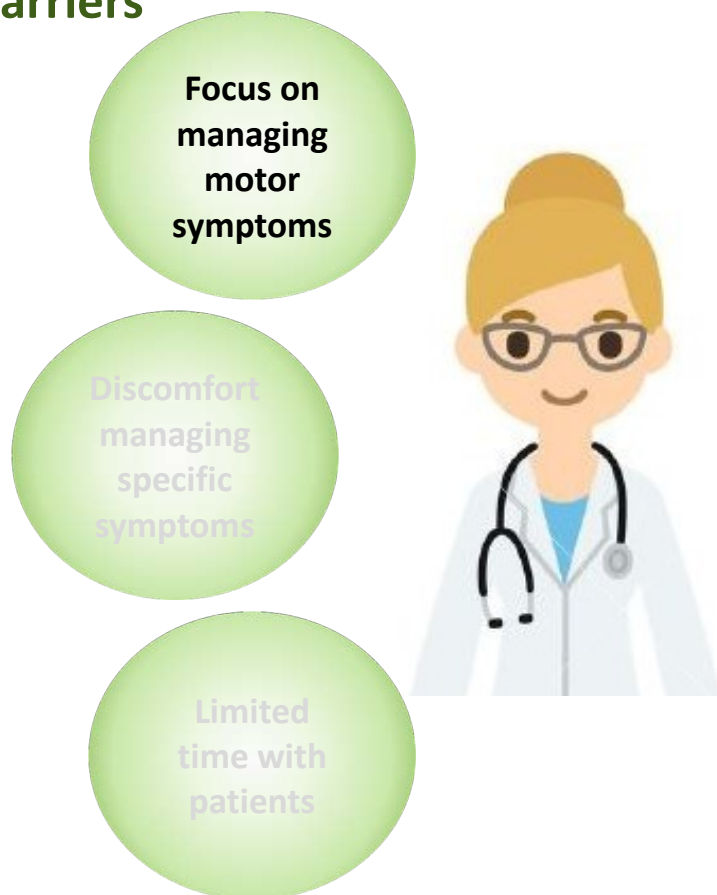 arriers
Focus on
managing
motor
symptoms
Discomfort
managing
specific
symptoms
Limited
time with
patients